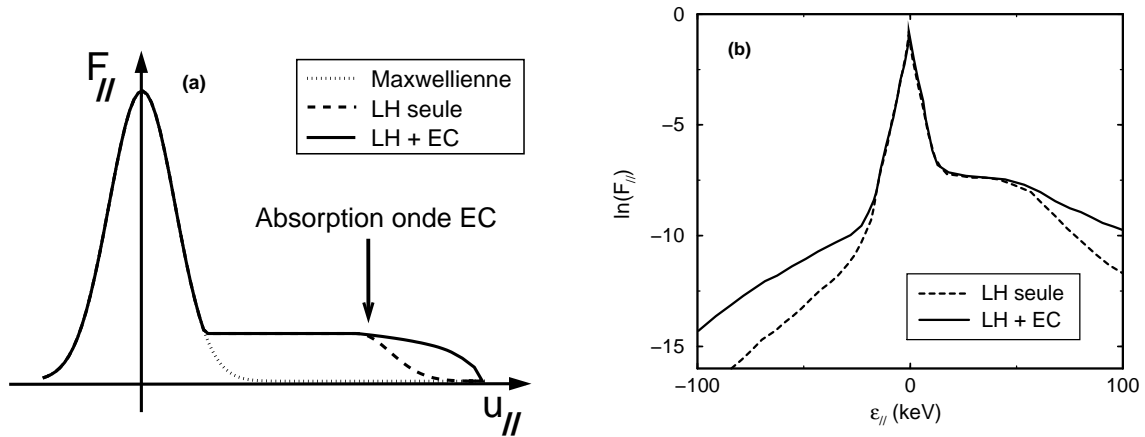 F//
(a)
Maxwellienne
LH seule
LH + EC
Absorption onde EC
u//
(b)
ln(F//)
0
−5
−10
−15
LH seule
LH + EC
−100
0
100
ε// (keV)